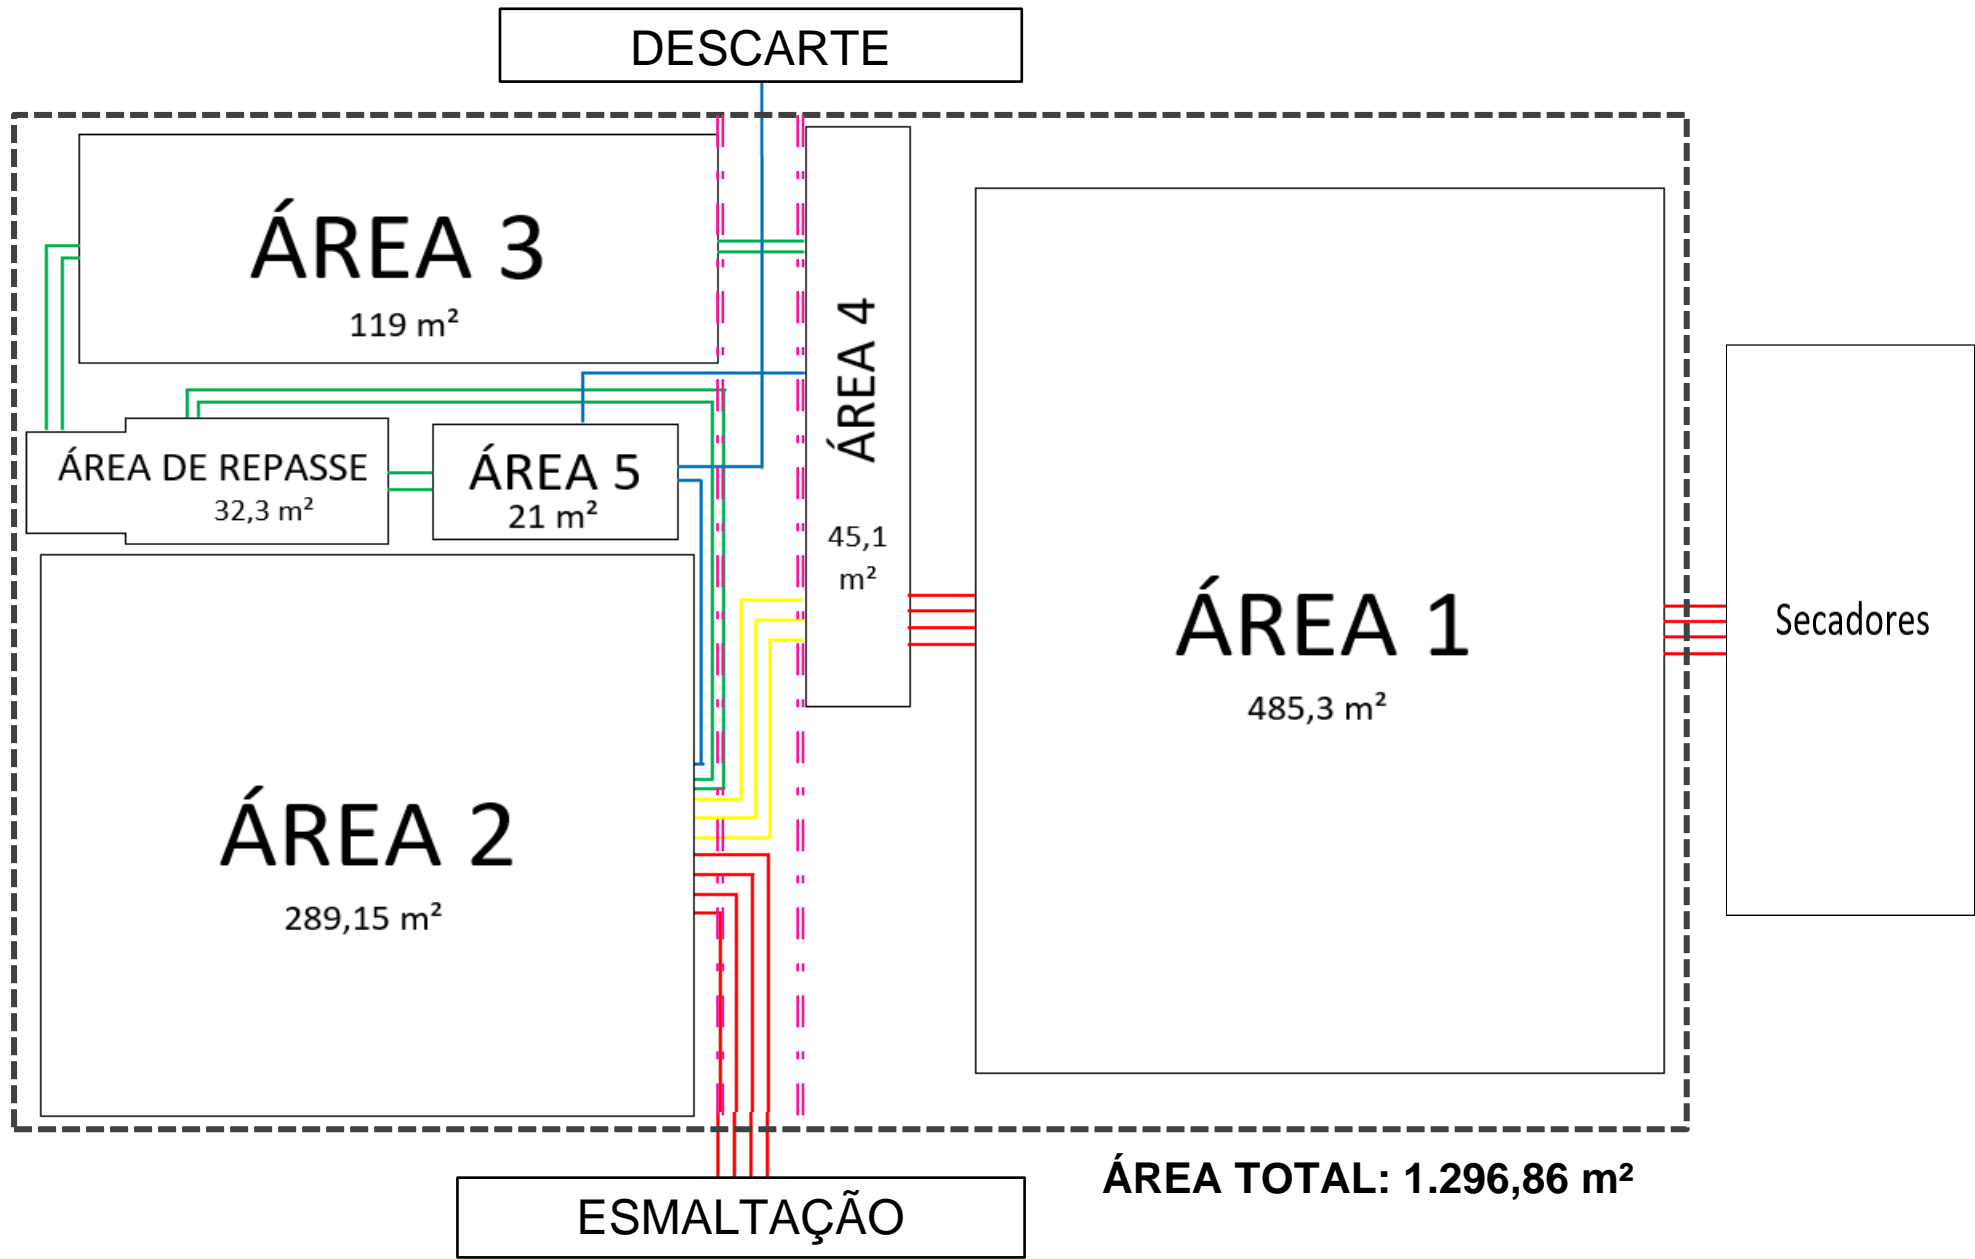 DESCARTE
ÁREA 3
119 m²
ÁREA 4
45,1
m²
ÁREA DE REPASSE
32,3 m²
ÁREA 5
21 m²
ÁREA 1
485,3 m²
Secadores
ÁREA 2
289,15 m²
ÁREA TOTAL: 1.296,86 m²
ESMALTAÇÃO